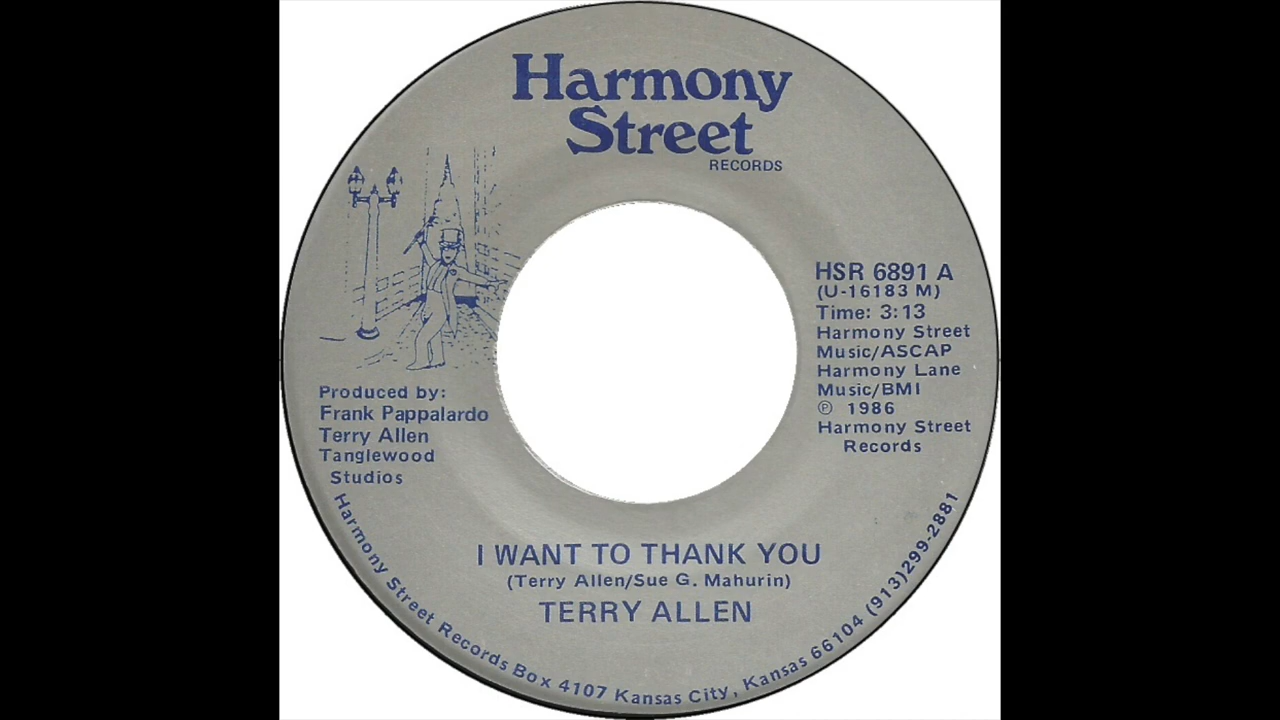 Harmony
Street
RECORDS
HSR 6891 A
(U-16183 M)
Time: 3:13
Harmony Street
Music/ASCAP
Harmony Lane
Music/BMI
℗ 1986
Harmony Street
Records
Produced by:
Frank Pappalardo
Terry Allen
Tanglewood
Studios
I WANT TO THANK YOU
(Terry Allen/Sue G. Mahurin)
TERRY ALLEN
Harmony Street Records Box 4107 Kansas City, Kansas 66104 (913)299-2881